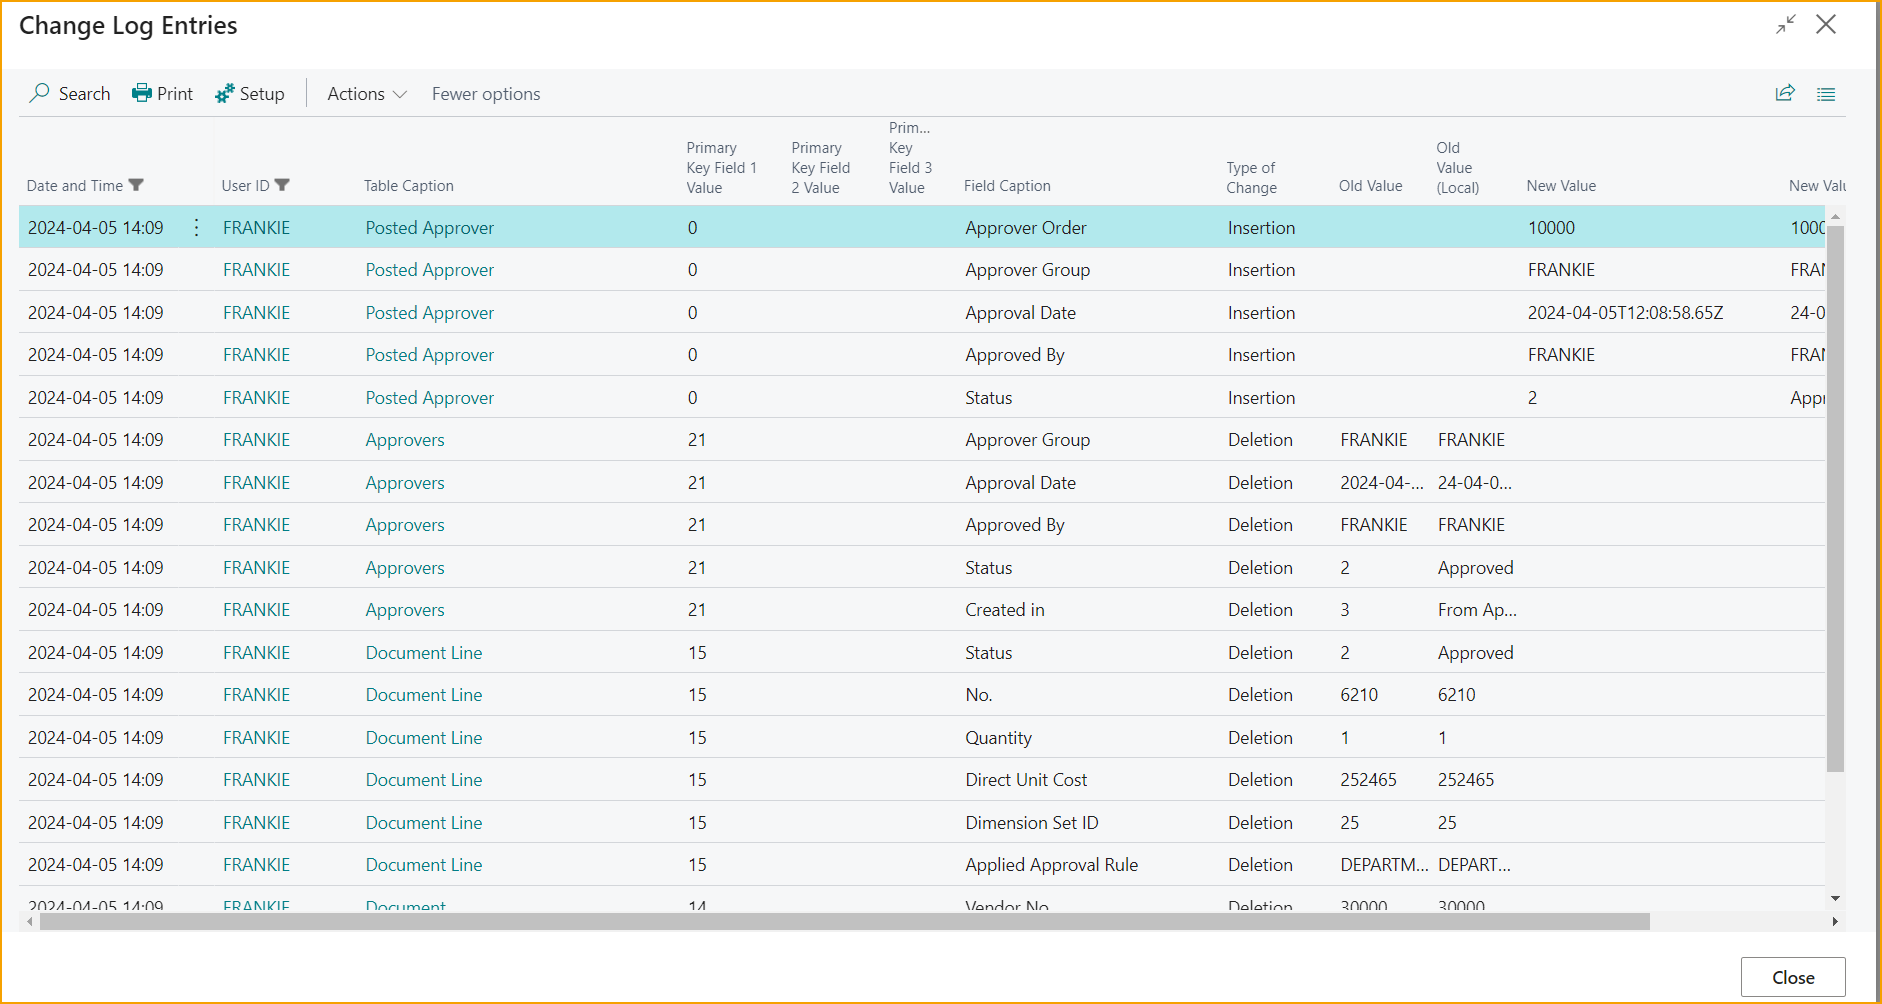 Change Log Entries
Search Print Setup Actions Fewer options
Date and Time User ID Table Caption Primary Key Field 1 Value Primary Key Field 2 Value Prim... Key Field 3 Value Field Caption Type of Change Old Value Old Value (Local) New Value New
2024-04-05 14:09 FRANKIE Posted Approver 0 Approver Order Insertion 10000
2024-04-05 14:09 FRANKIE Posted Approver 0 Approver Group Insertion FRANKIE
2024-04-05 14:09 FRANKIE Posted Approver 0 Approval Date Insertion 2024-04-05T12:08:58.65Z 24-0
2024-04-05 14:09 FRANKIE Posted Approver 0 Approved By Insertion FRANKIE
2024-04-05 14:09 FRANKIE Posted Approver 0 Status Insertion 2
2024-04-05 14:09 FRANKIE Approvers 21 Approver Group Deletion FRANKIE FRANKIE
2024-04-05 14:09 FRANKIE Approvers 21 Approval Date Deletion 2024-04-... 24-04-0...
2024-04-05 14:09 FRANKIE Approvers 21 Approved By Deletion FRANKIE FRANKIE
2024-04-05 14:09 FRANKIE Approvers 21 Status Deletion 2 Approved
2024-04-05 14:09 FRANKIE Approvers 21 Created in Deletion 3 From Ap...
2024-04-05 14:09 FRANKIE Document Line 15 Status Deletion 2 Approved
2024-04-05 14:09 FRANKIE Document Line 15 No. Deletion 6210 6210
2024-04-05 14:09 FRANKIE Document Line 15 Quantity Deletion 1 1
2024-04-05 14:09 FRANKIE Document Line 15 Direct Unit Cost Deletion 252465 252465
2024-04-05 14:09 FRANKIE Document Line 15 Dimension Set ID Deletion 25 25
2024-04-05 14:09 FRANKIE Document Line 15 Applied Approval Rule Deletion DEPARTM... DEPART...
2024-04-05 14:09 FRANKIE Document 14 Vendor No. Deletion 30000 30000
Close